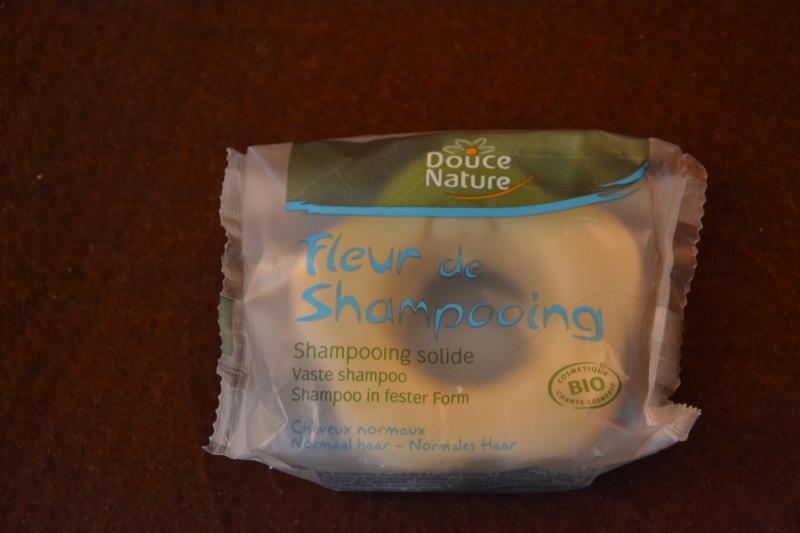 Douce
Nature
Fleur de
Shampooing
Shampooing solide
Vaste shampoo
Shampoo in fester Form
COSMETIQUE
BIO
CHARTE COSMEBIO
Cheveux normaux
Normaal haar - Normales Haar